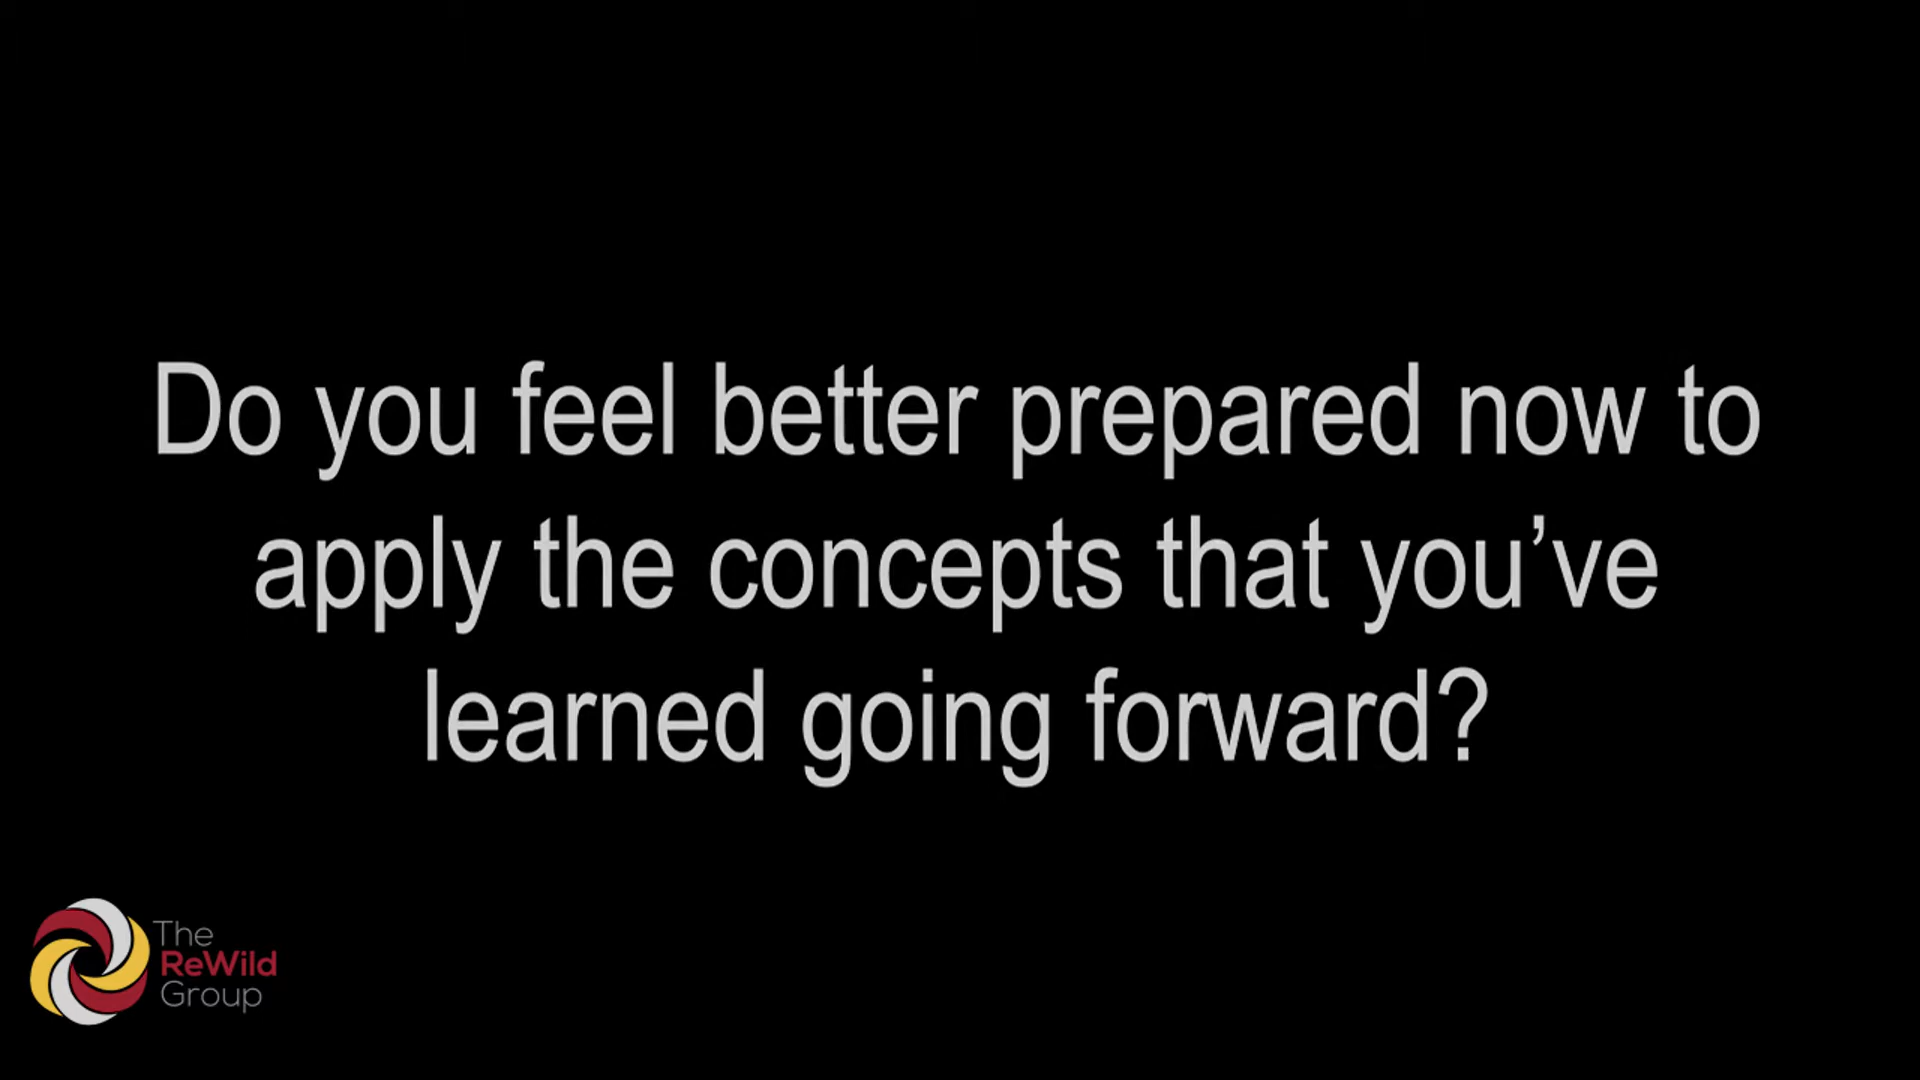 Do you feel better prepared now to
apply the concepts that you’ve
learned going forward?
The
ReWild
Group